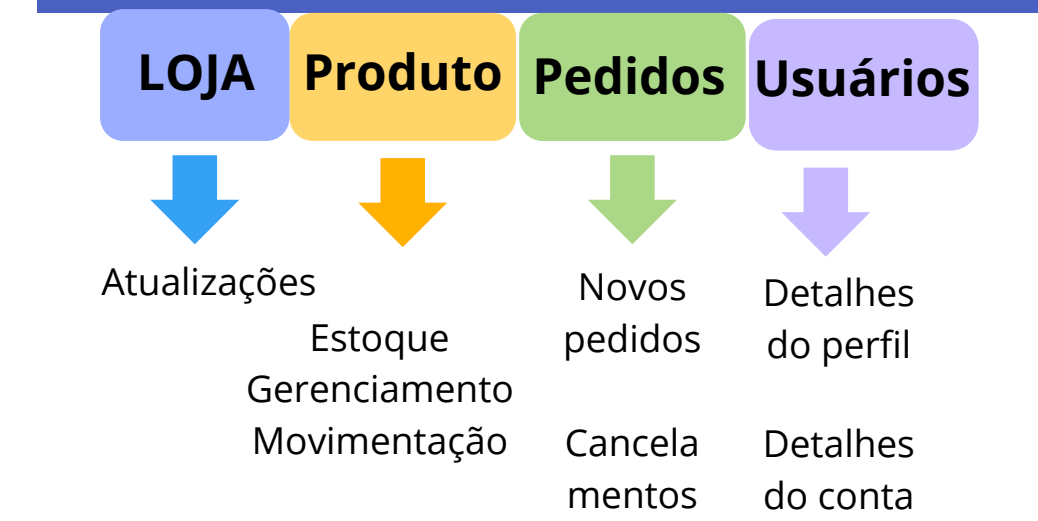 LOJA
Produto
Pedidos
Usuários
Atualizações
Estoque
Gerenciamento
Movimentação
Novos
pedidos
Cancela
mentos
Detalhes
do perfil
Detalhes
do conta